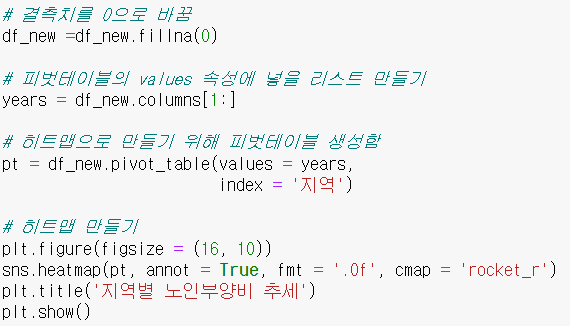 # 결측치를 0으로 바꿈
df_new =df_new.fillna(0)
# 피벗테이블의 values 속성에 넣을 리스트 만들기
years = df_new.columns[1:]
# 히트맵으로 만들기 위해 피벗테이블 생성함
pt = df_new.pivot_table(values = years,
index = '지역')
# 히트맵 만들기
plt.figure(figsize = (16, 10))
sns.heatmap(pt, annot = True, fmt = '.0f', cmap = 'rocket_r')
plt.title('지역별 노인부양비 추세')
plt.show()